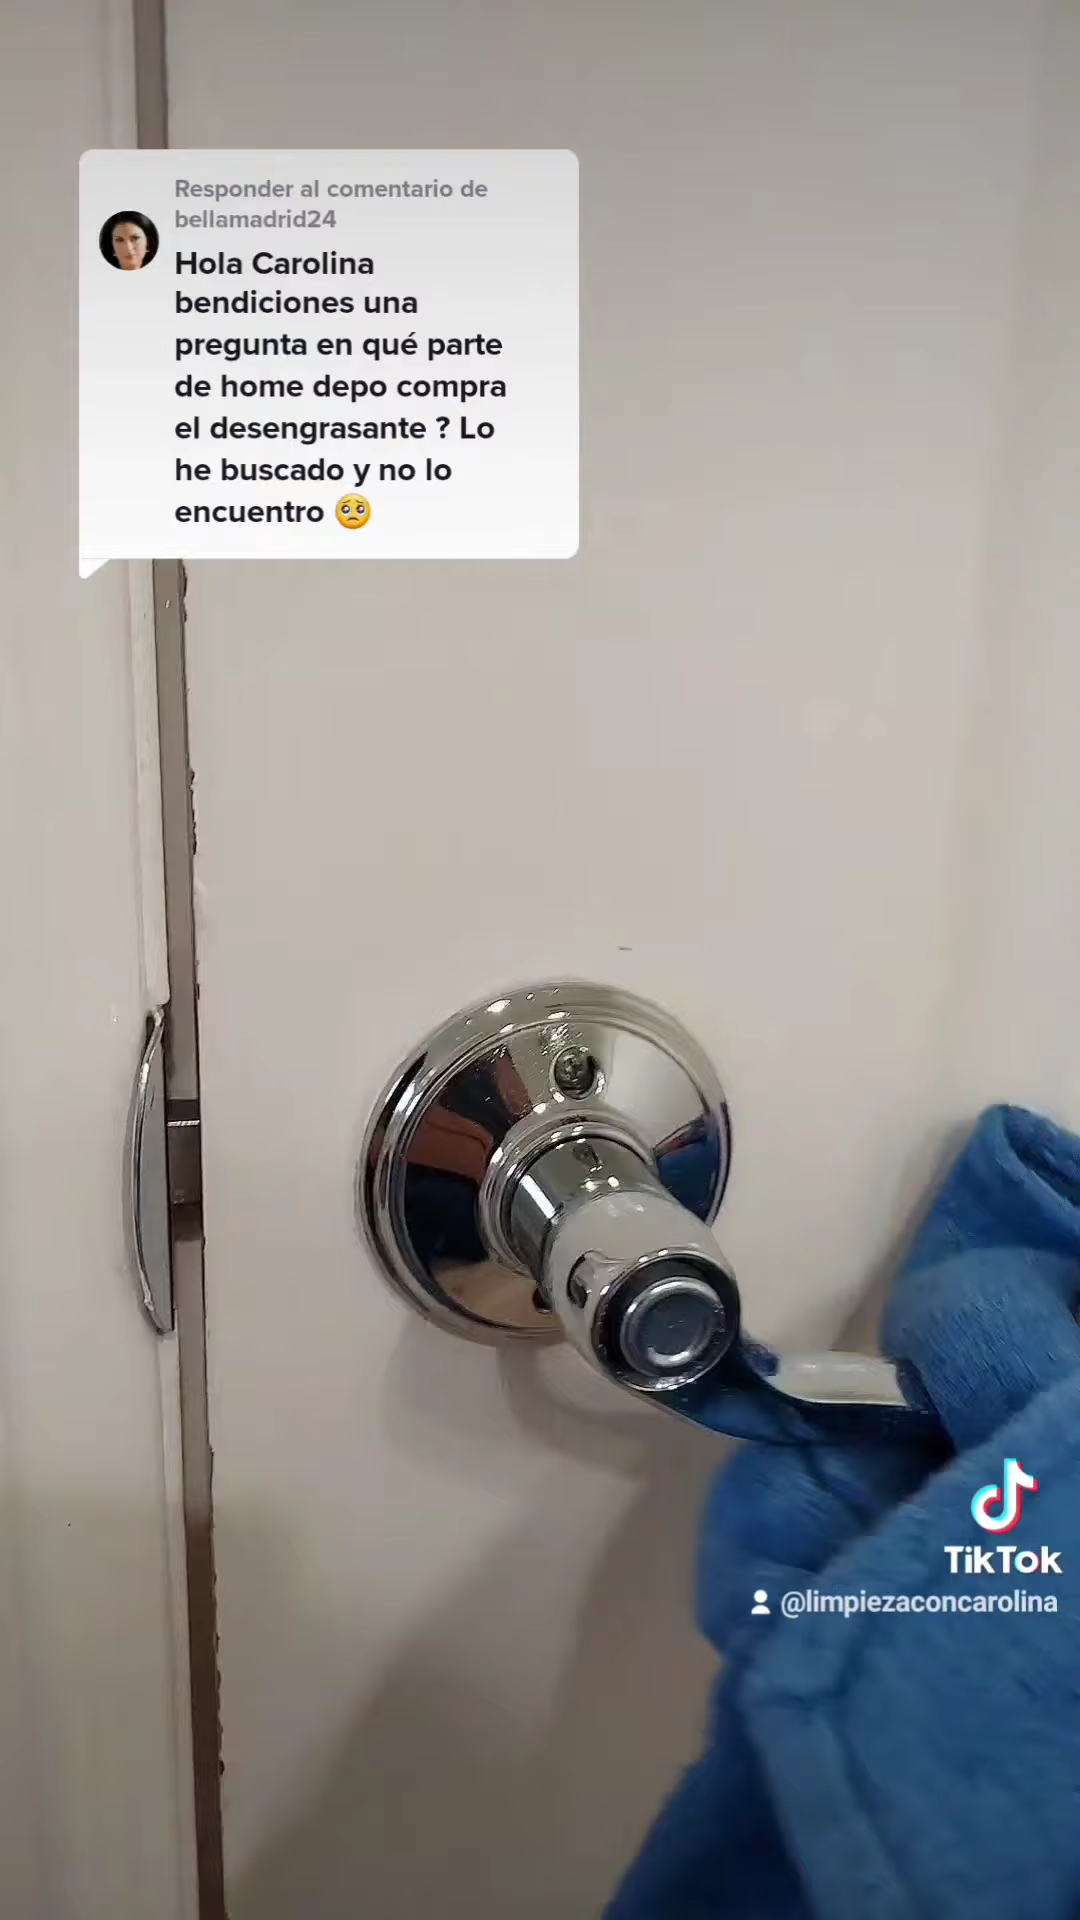 Responder al comentario de
bellamadrid24
Hola Carolina
bendiciones una
pregunta en qué parte
de home depo compra
el desengrasante ? Lo
he buscado y no lo
encuentro 🥺
TikTok
@limpiezaconcarolina